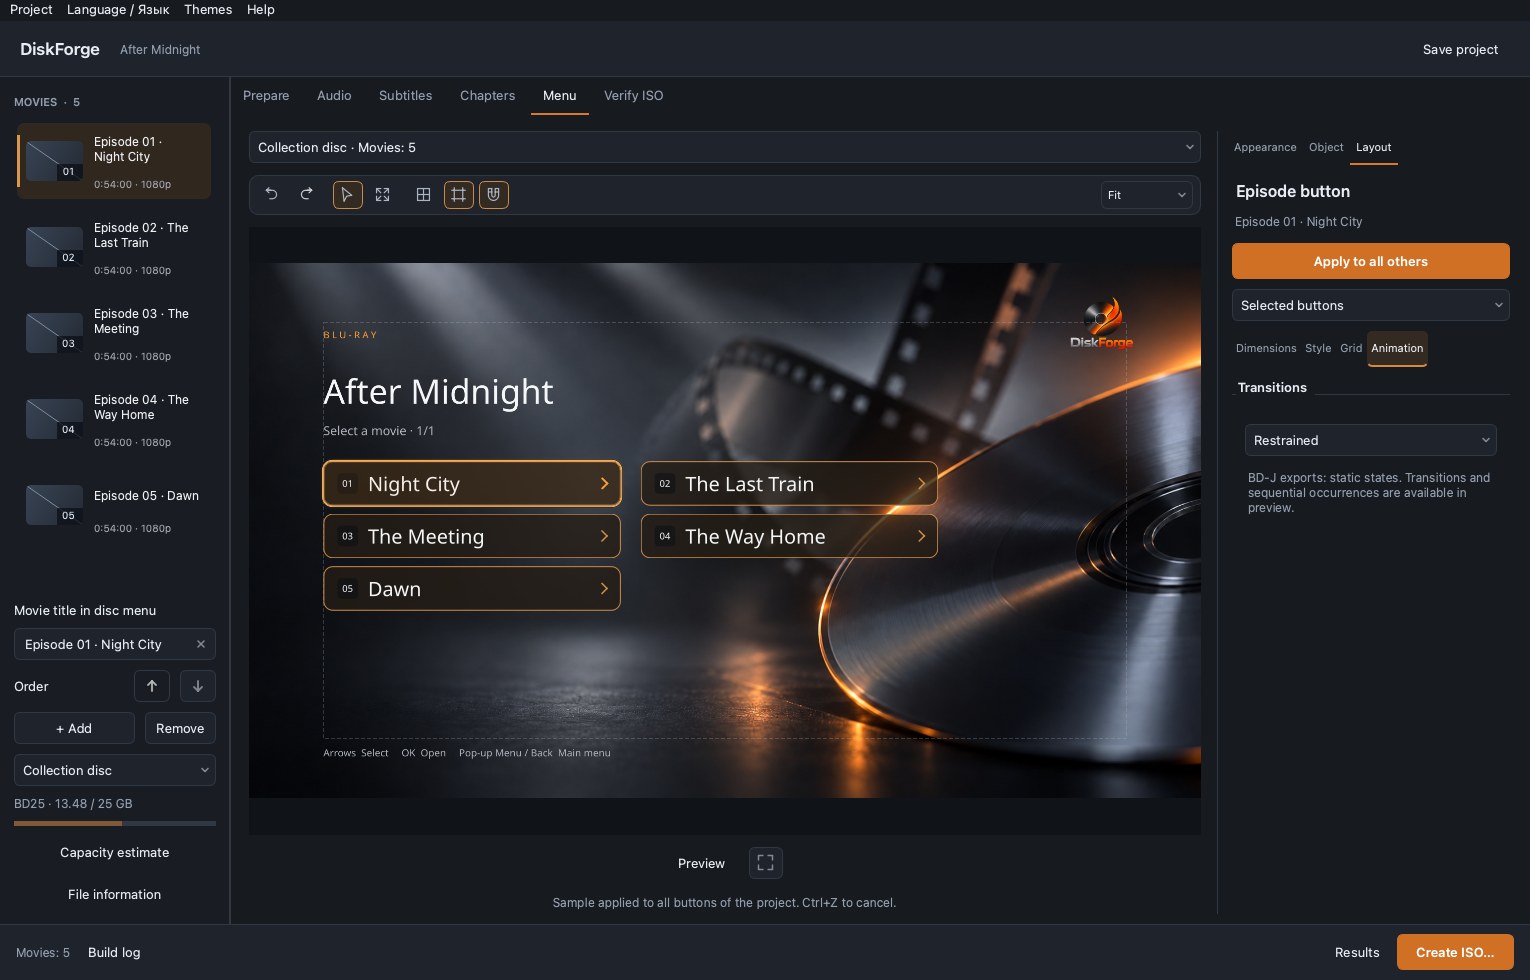 Project Language / Язык Themes Help
DiskForge After Midnight Save project
MOVIES · 5
01
Episode 01 · Night City
0:54:00 · 1080p
02
Episode 02 · The Last Train
0:54:00 · 1080p
03
Episode 03 · The Meeting
0:54:00 · 1080p
04
Episode 04 · The Way Home
0:54:00 · 1080p
05
Episode 05 · Dawn
0:54:00 · 1080p
Movie title in disc menu
Episode 01 · Night City
Order
+ Add Remove
Collection disc
BD25 · 13.48 / 25 GB
Capacity estimate
File information
Prepare Audio Subtitles Chapters Menu Verify ISO
Collection disc · Movies: 5
Fit
BLU-RAY
DiskForge
After Midnight
Select a movie · 1/1
01 Night City
02 The Last Train
03 The Meeting
04 The Way Home
05 Dawn
Arrows Select OK Open Pop-up Menu / Back Main menu
Preview
Sample applied to all buttons of the project. Ctrl+Z to cancel.
Appearance Object Layout
Episode button
Episode 01 · Night City
Apply to all others
Selected buttons
Dimensions Style Grid Animation
Transitions
Restrained
BD-J exports: static states. Transitions and
sequential occurrences are available in
preview.
Movies: 5 Build log Results Create ISO...